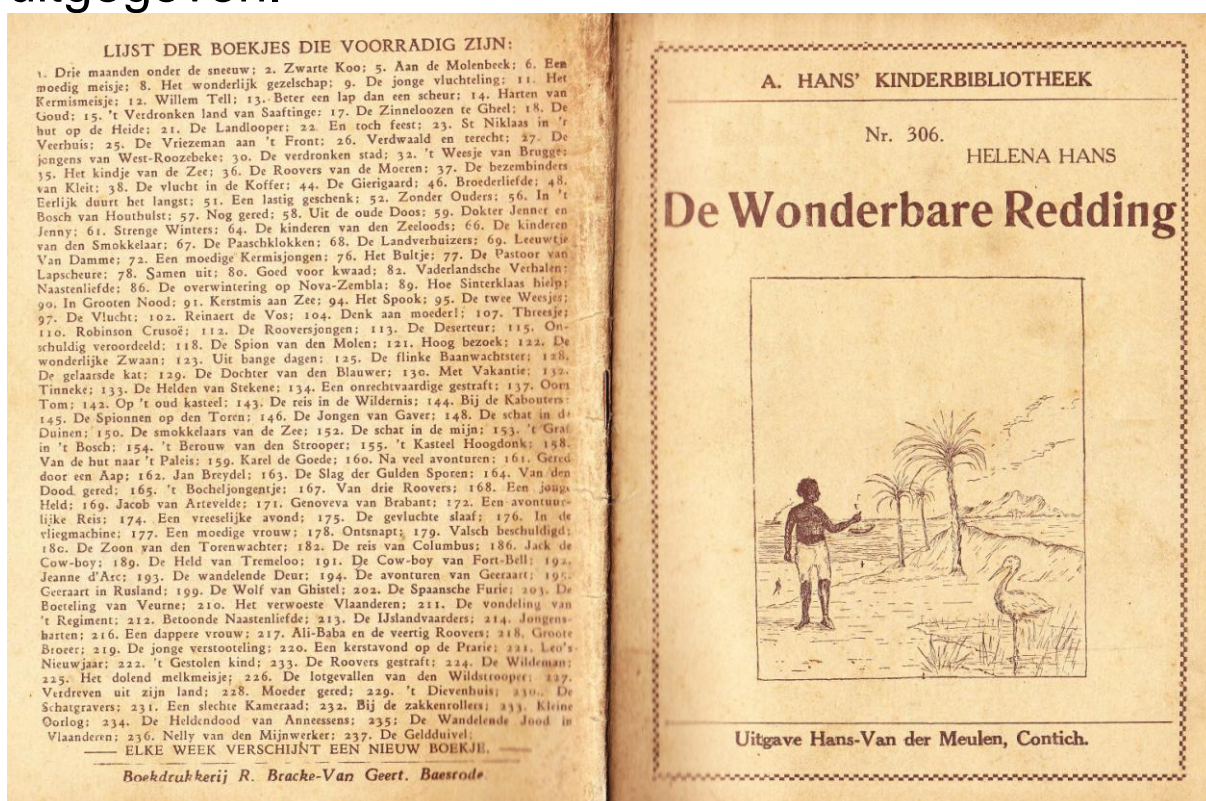 uitgegeven.
LIJST DER BOEKJES DIE VOORRADIG ZIJN:
1. Drie maanden onder de sneeuw; 2. Zwarte Koo; 5. Aan de Molenbeek; 6. Een
moedig meisje; 8. Het wonderlijk gezelschap; 9. De jonge vluchteling; 11. Het
Kermismeisje; 12. Willem Tell; 13. Beter een lap dan een scheur; 14. Harten van
Goud; 15. 't Verdronken land van Saaftinge; 17. De Zinneloozen te Gheel; 18. De
hut op de Heide; 21. De Landlooper; 22. En toch feest; 23. St Niklaas in 't
Veerhuis; 25. De Vriezeman aan 't Front; 26. Verdwaald en terecht; 27. De
jongens van West-Roozebeke; 30. De verdronken stad; 32. 't Weesje van Brugge;
35. Het kindje van de Zee; 36. De Roovers van de Moeren; 37. De bezembinders
van Kleit; 38. De vlucht in de Koffer; 44. De Gierigaard; 46. Broederliefde; 48.
Eerlijk duurt het langst; 51. Een lastig geschenk; 52. Zonder Ouders; 56. In 't
Bosch van Houthulst; 57. Nog gered; 58. Uit de oude Doos; 59. Dokter Jenner en
Jenny; 61. Strenge Winters; 64. De kinderen van den Zeeloods; 66. De kinderen
van den Smokkelaar; 67. De Paaschklokken; 68. De Landverhuizers; 69. Leeuwtje
Van Damme; 72. Een moedige Kermisjongen; 76. Het Bultje; 77. De Pastoor van
Lapscheure; 78. Samen uit; 80. Goed voor kwaad; 82. Vaderlandsche Verhalen;
Naastenliefde; 86. De overwintering op Nova-Zembla; 89. Hoe Sinterklaas hielp;
90. In Grooten Nood; 91. Kerstmis aan Zee; 94. Het Spook; 95. De twee Weesjes;
97. De Vlucht; 102. Reinaert de Vos; 104. Denk aan moeder!; 107. Threesje;
110. Robinson Crusoë; 112. De Rooversjongen; 113. De Deserteur; 115. On-
schuldig veroordeeld; 118. De Spion van den Molen; 121. Hoog bezoek; 122. De
wonderlijke Zwaan; 123. Uit bange dagen; 125. De flinke Baanwachtster; 128.
De gelaarsde kat; 129. De Dochter van den Blauwer; 130. Met Vakantie; 132.
Tinneke; 133. De Helden van Stekene; 134. Een onrechtvaardige gestraft; 137. Oom
Tom; 142. Op 't oud kasteel; 143. De reis in de Wildernis; 144. Bij de Kabouters;
145. De Spionnen op den Toren; 146. De Jongen van Gaver; 148. De schat in de
Duinen; 150. De smokkelaars van de Zee; 152. De schat in de mijn; 153. 't Graf
in 't Bosch; 154. 't Berouw van den Strooper; 155. 't Kasteel Hoogdonk; 158.
Van de hut naar 't Paleis; 159. Karel de Goede; 160. Na veel avonturen; 161. Gered
door een Aap; 162. Jan Breydel; 163. De Slag der Gulden Sporen; 164. Van den
Dood gered; 165. 't Bocheljongentje; 167. Van drie Roovers; 168. Een jonge
Held; 169. Jacob van Artevelde; 171. Genoveva van Brabant; 172. Een avontuur-
lijke Reis; 174. Een vreeselijke avond; 175. De gevluchte slaaf; 176. In de
vliegmachine; 177. Een moedige vrouw; 178. Ontsnapt; 179. Valsch beschuldigd;
180. De Zoon van den Torenwachter; 182. De reis van Columbus; 186. Jack de
Cow-boy; 189. De Held van Tremeloo; 191. De Cow-boy van Fort-Bell; 192.
Jeanne d'Arc; 193. De wandelende Deur; 194. De avonturen van Geeraart; 195.
Geeraart in Rusland; 199. De Wolf van Ghistel; 202. De Spaansche Furie; 203. De
Boeteling van Veurne; 210. Het verwoeste Vlaanderen; 211. De vondeling van
't Regiment; 212. Betoonde Naastenliefde; 213. De IJslandvaarders; 214. Jongens-
harten; 216. Een dappere vrouw; 217. Ali-Baba en de veertig Roovers; 218. Groote
Broeer; 219. De jonge verstooteling; 220. Een kerstavond op de Prarie; 221. Leo's
Nieuwjaar; 222. 't Gestolen kind; 233. De Roovers gestraft; 224. De Wildeman;
225. Het dolend melkmeisje; 226. De lotgevallen van den Wildstrooper; 227.
Verdreven uit zijn land; 228. Moeder gered; 229. 't Dievenhuis; 230. De
Schatgravers; 231. Een slechte Kameraad; 232. Bij de zakkenrollers; 233. Kleine
Oorlog; 234. De Heldendood van Anneessens; 235; De Wandelende Jood in
Vlaanderen; 236. Nelly van den Mijnwerker; 237. De Geldduivel;
— ELKE WEEK VERSCHIJNT EEN NIEUW BOEKJE. —
Boekdrukkerij R. Bracke-Van Geert. Baesrode
A. HANS' KINDERBIBLIOTHEEK
Nr. 306.
HELENA HANS
De Wonderbare Redding
Uitgave Hans-Van der Meulen, Contich.